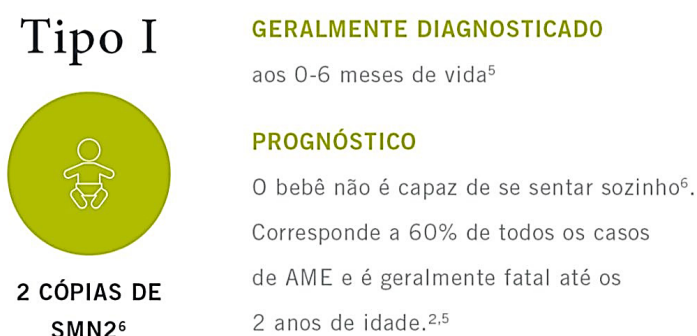 Tipo I
2 CÓPIAS DE
SMN2⁶
GERALMENTE DIAGNOSTICADO
aos 0-6 meses de vida⁵
PROGNÓSTICO
O bebê não é capaz de se sentar sozinho⁶.
Corresponde a 60% de todos os casos
de AME e é geralmente fatal até os
2 anos de idade.²,⁵